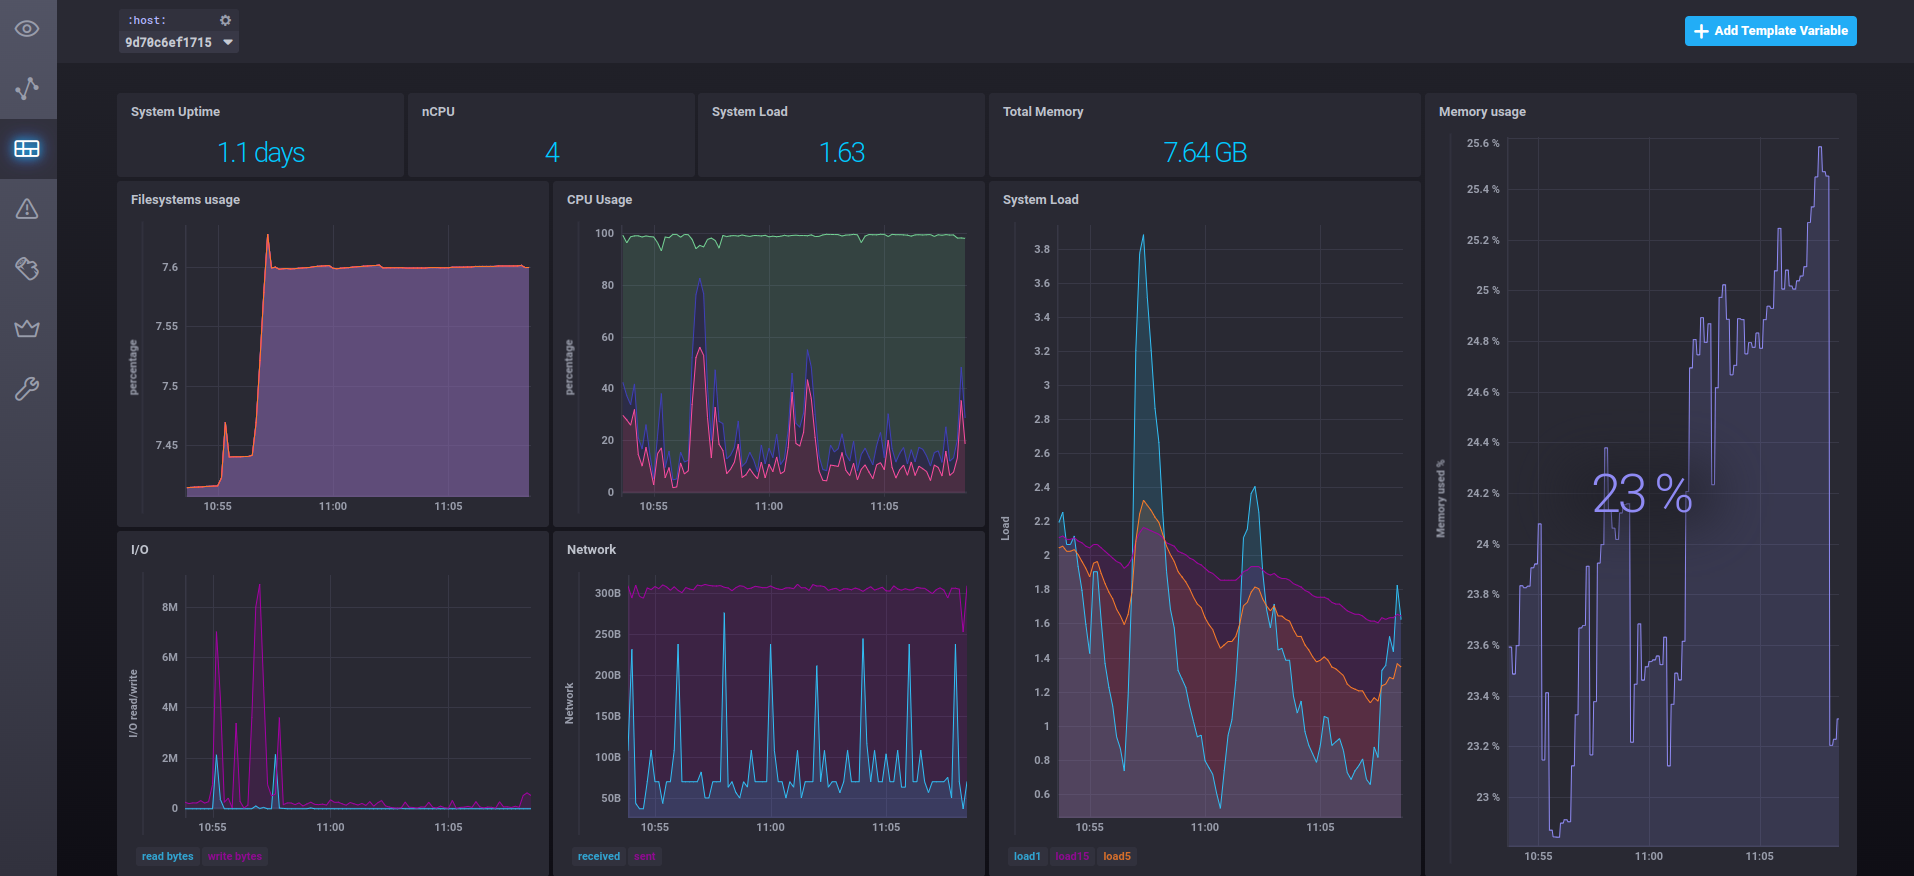 :host:
9d70c6ef1715
Add Template Variable
System Uptime
1.1 days
nCPU
4
System Load
1.63
Total Memory
7.64 GB
Memory usage
25.6 %
25.4 %
25.2 %
25 %
24.8 %
24.6 %
24.4 %
24.2 %
24 %
23.8 %
23.6 %
23.4 %
23.2 %
23 %
Memory used %
23 %
10:55 11:00 11:05
Filesystems usage
7.6
7.55
7.5
7.45
percentage
10:55 11:00 11:05
CPU Usage
100
80
60
40
20
0
percentage
10:55 11:00 11:05
System Load
3.8
3.6
3.4
3.2
3
2.8
2.6
2.4
2.2
2
1.8
1.6
1.4
1.2
1
0.8
0.6
Load
10:55 11:00 11:05
load1 load15 load5
I/O
8M
6M
4M
2M
0
I/O read/write
10:55 11:00 11:05
read bytes write bytes
Network
300B
250B
200B
150B
100B
50B
Network
10:55 11:00 11:05
received sent